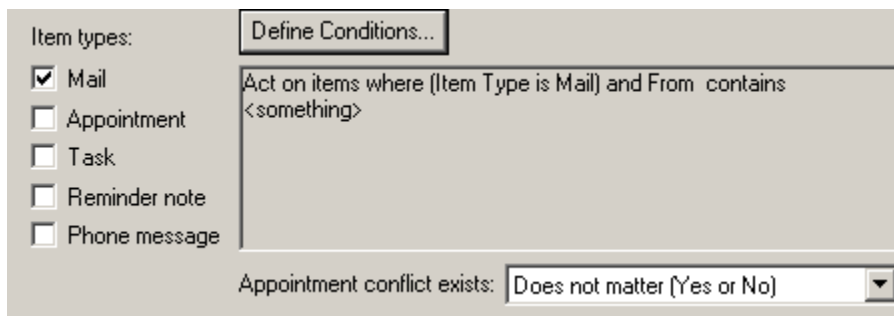 Item types:
Define Conditions...
Mail
Act on items where (Item Type is Mail) and From  contains
<something>
Appointment
Task
Reminder note
Phone message
Appointment conflict exists: Does not matter (Yes or No)